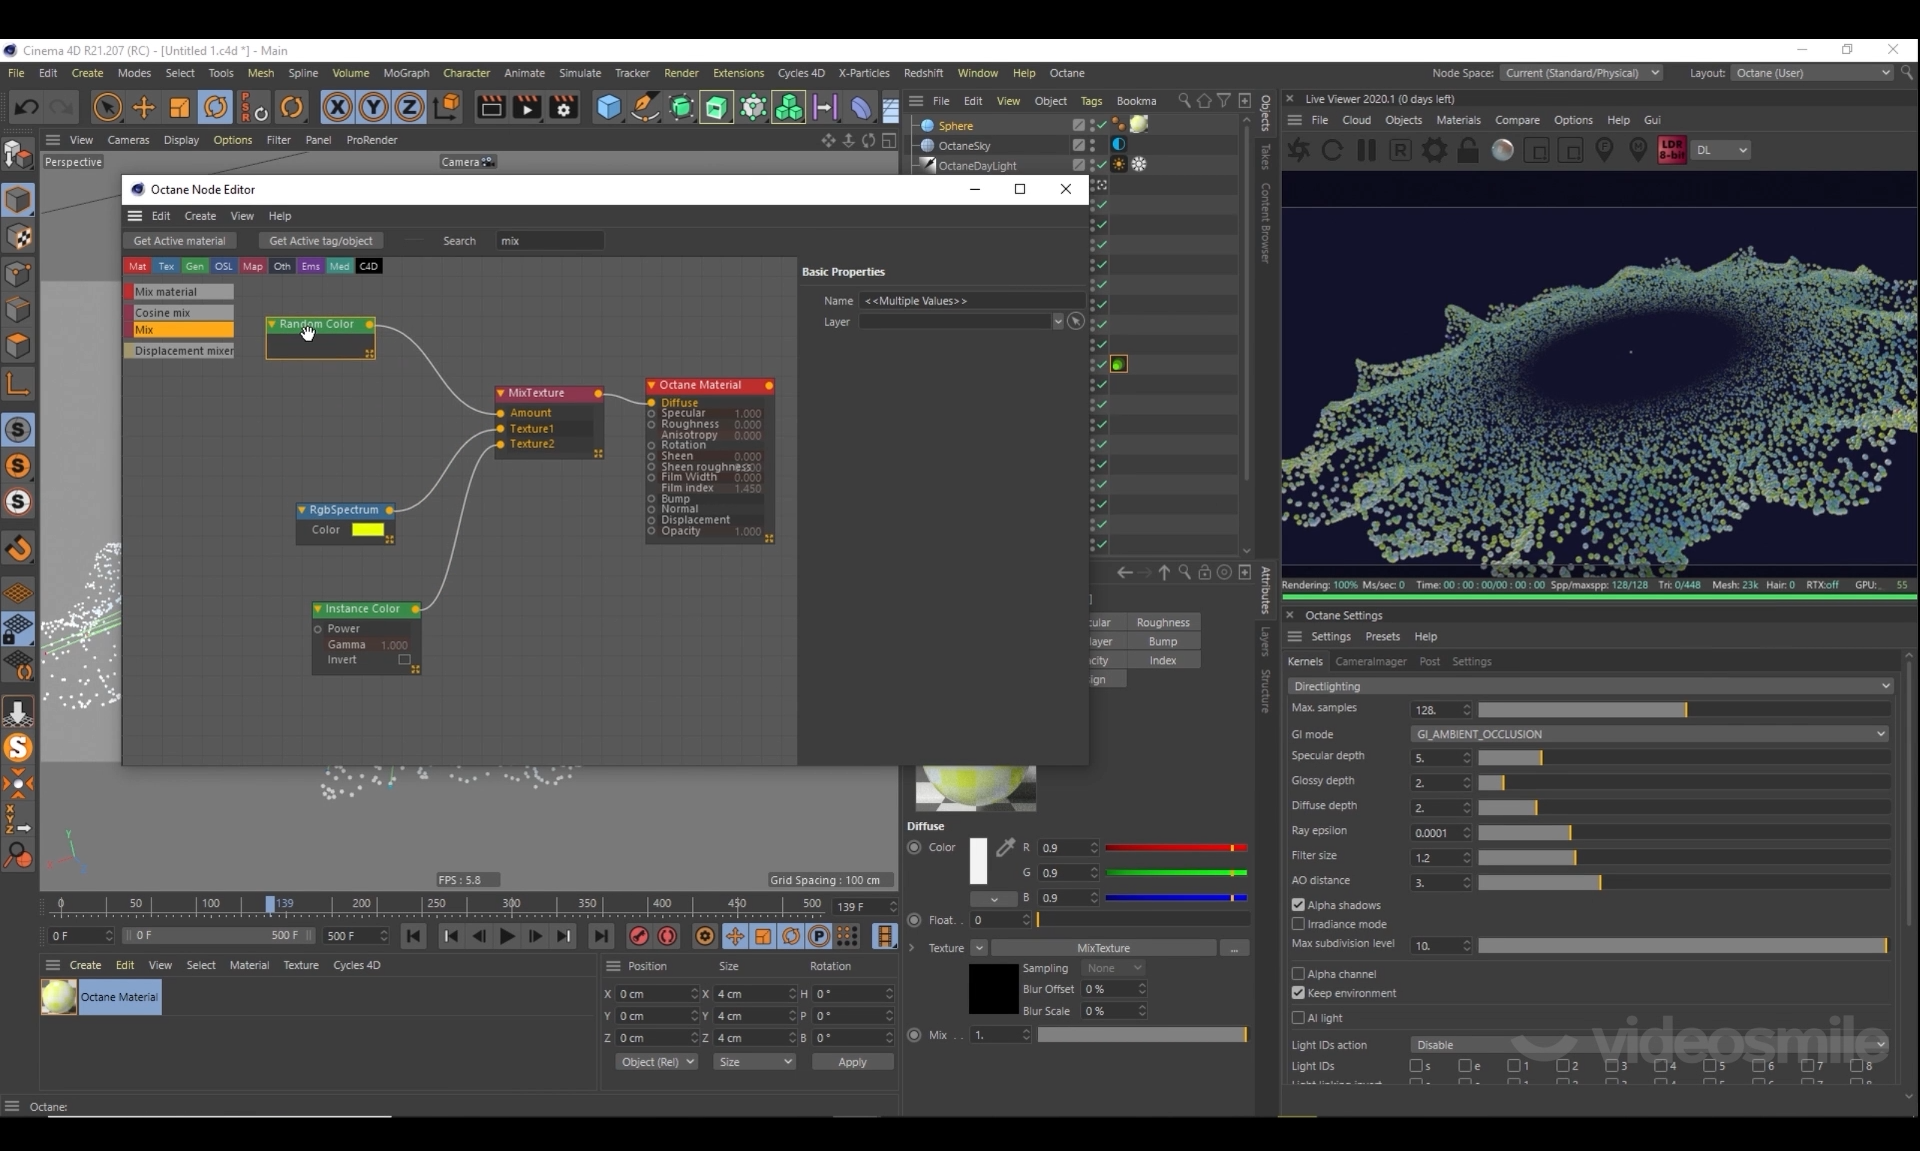 Cinema 4D R21.207 (RC) - [Untitled 1.c4d *] - Main
File Edit Create Modes Select Tools Mesh Spline Volume MoGraph Character Animate Simulate Tracker Render Extensions Cycles 4D X-Particles Redshift Window Help Octane
Node Space: Current (Standard/Physical) Layout: Octane (User)
File Edit View Object Tags Bookma
Live Viewer 2020.1 (0 days left)
File Cloud Objects Materials Compare Options Help Gui
LDR 8-bit DL
View Cameras Display Options Filter Panel ProRender
Perspective Camera
Sphere
OctaneSky
OctaneDayLight
Objects
Takes
Content Browser
Octane Node Editor
Edit Create View Help
Get Active material Get Active tag/object Search mix
Mat Tex Gen OSL Map Oth Ems Med C4D
Mix material
Cosine mix
Mix
Displacement mixer
Random Color
MixTexture
Amount
Texture1
Texture2
RgbSpectrum
Color
Instance Color
Power
Gamma 1.000
Invert
Octane Material
Diffuse
Specular 1.000
Roughness 0.000
Anisotropy 0.000
Rotation
Sheen 0.000
Sheen roughness
Film Width 0.000
Film index 1.450
Bump
Normal
Displacement
Opacity 1.000
Basic Properties
Name <<Multiple Values>>
Layer
Rendering: 100% Ms/sec: 0 Time: 00 : 00 : 00/00 : 00 : 00 Spp/maxspp: 128/128 Tri: 0/448 Mesh: 23k Hair: 0 RTX:off GPU: 55
Attributes
Layers
Structure
ular Roughness
ayer Bump
city Index
ign
Octane Settings
Settings Presets Help
Kernels CameraImager Post Settings
Directlighting
Max. samples 128.
GI mode GI_AMBIENT_OCCLUSION
Specular depth 5.
Glossy depth 2.
Diffuse depth 2.
Ray epsilon 0.0001
Filter size 1.2
AO distance 3.
Alpha shadows
Irradiance mode
Max subdivision level 10.
Alpha channel
Keep environment
AI light
Light IDs action Disable
Light IDs s e 1 2 3 4 5 6 7 8
Light linking invert
videosmile
Diffuse
Color R 0.9
G 0.9
B 0.9
Float. . 0
Texture MixTexture ...
Sampling None
Blur Offset 0 %
Blur Scale 0 %
Mix . . 1.
FPS : 5.8 Grid Spacing : 100 cm
0 50 100 139 200 250 300 350 400 450 500 139 F
0 F 0 F 500 F 500 F
Create Edit View Select Material Texture Cycles 4D
Octane Material
Position Size Rotation
X 0 cm X 4 cm H 0 °
Y 0 cm Y 4 cm P 0 °
Z 0 cm Z 4 cm B 0 °
Object (Rel) Size Apply
Octane: